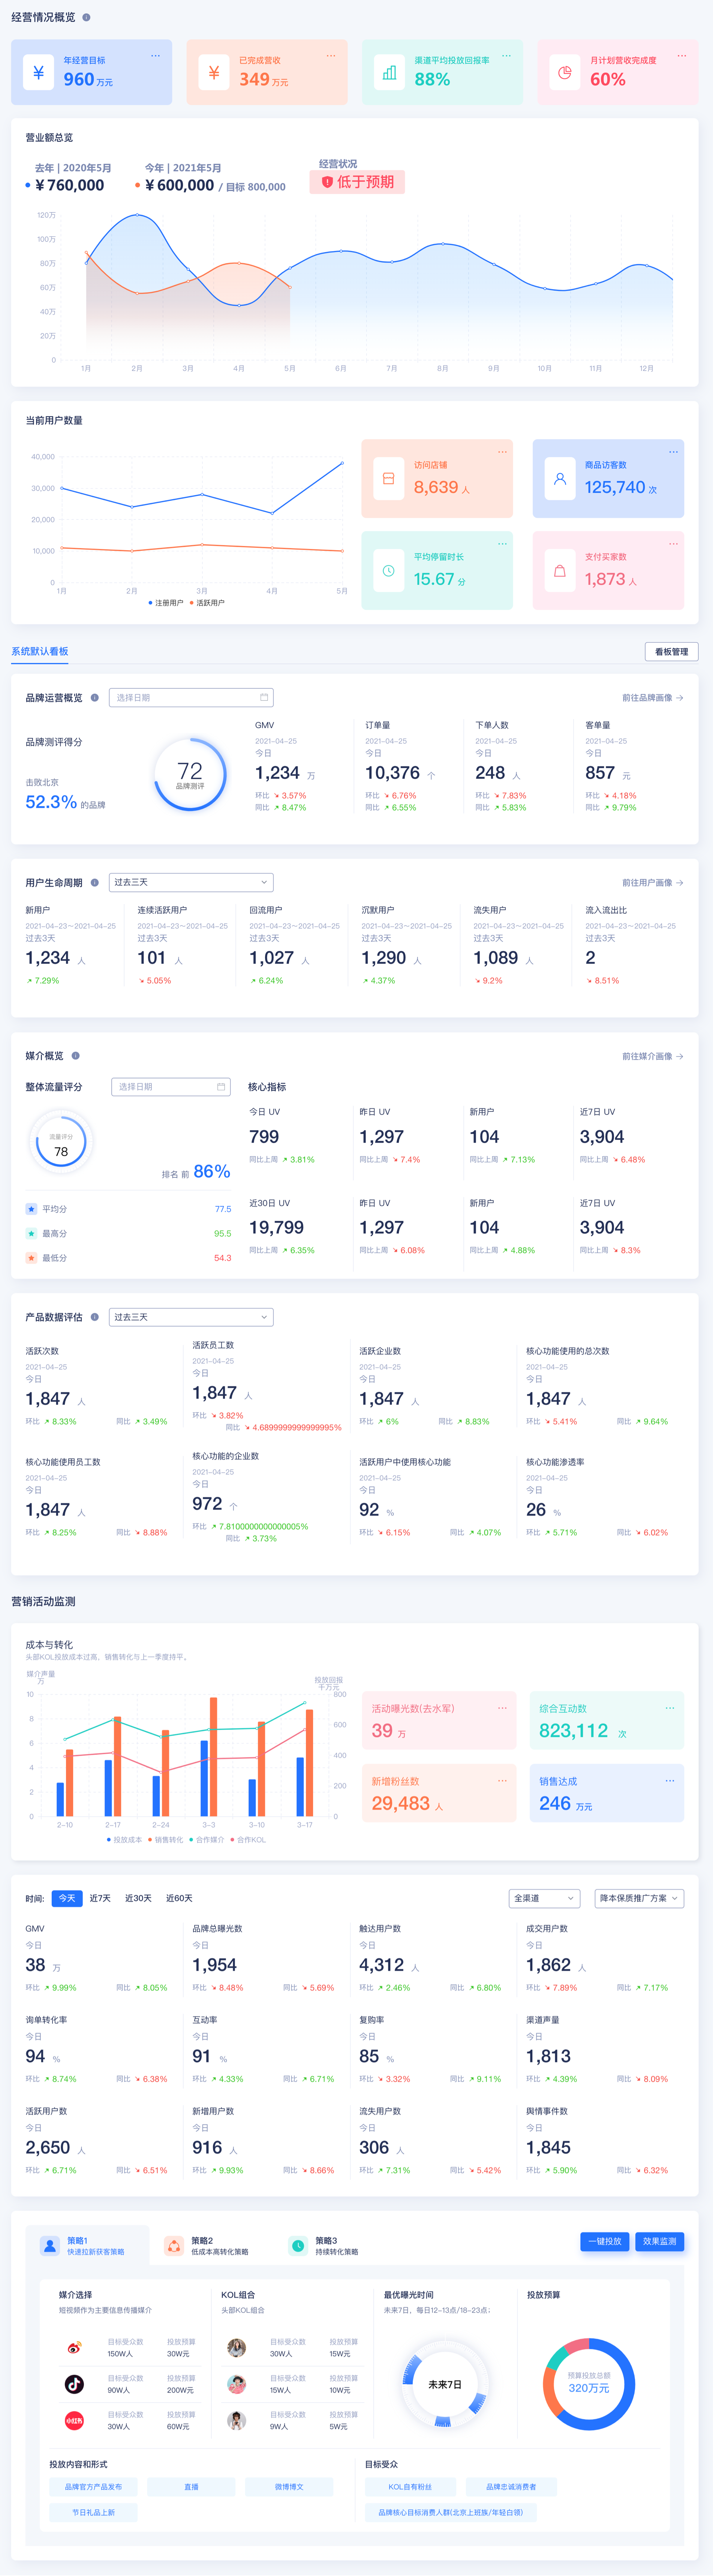 经营情况概览
年经营目标
960 万元
已完成营收
349 万元
渠道平均投放回报率
88%
月计划营收完成度
60%
营业额总览
去年 | 2020年5月
¥ 760,000
今年 | 2021年5月
¥ 600,000 / 目标 800,000
经营状况
低于预期
120万
100万
80万
60万
40万
20万
0
1月 2月 3月 4月 5月 6月 7月 8月 9月 10月 11月 12月
当前用户数量
40,000
30,000
20,000
10,000
0
1月 2月 3月 4月 5月
注册用户 活跃用户
访问店铺
8,639 人
商品访客数
125,740 次
平均停留时长
15.67 分
支付买家数
1,873 人
系统默认看板
看板管理
品牌运营概览
选择日期
前往品牌画像
品牌测评得分
击败北京
52.3% 的品牌
72
品牌测评
GMV
2021-04-25
今日
1,234 万
环比 3.57%
同比 8.47%
订单量
2021-04-25
今日
10,376 个
环比 6.76%
同比 6.55%
下单人数
2021-04-25
今日
248 人
环比 7.83%
同比 5.83%
客单量
2021-04-25
今日
857 元
环比 4.18%
同比 9.79%
用户生命周期
过去三天
前往用户画像
新用户
2021-04-23~2021-04-25
过去3天
1,234 人
7.29%
连续活跃用户
2021-04-23~2021-04-25
过去3天
101 人
5.05%
回流用户
2021-04-23~2021-04-25
过去3天
1,027 人
6.24%
沉默用户
2021-04-23~2021-04-25
过去3天
1,290 人
4.37%
流失用户
2021-04-23~2021-04-25
过去3天
1,089 人
9.2%
流入流出比
2021-04-23~2021-04-25
过去3天
2
8.51%
媒介概览
前往媒介画像
整体流量评分
选择日期
流量评分
78
排名 前 86%
平均分 77.5
最高分 95.5
最低分 54.3
核心指标
今日 UV
799
同比上周 3.81%
昨日 UV
1,297
同比上周 7.4%
新用户
104
同比上周 7.13%
近7日 UV
3,904
同比上周 6.48%
近30日 UV
19,799
同比上周 6.35%
昨日 UV
1,297
同比上周 6.08%
新用户
104
同比上周 4.88%
近7日 UV
3,904
同比上周 8.3%
产品数据评估
过去三天
活跃次数
2021-04-25
今日
1,847 人
环比 8.33% 同比 3.49%
活跃员工数
2021-04-25
今日
1,847 人
环比 3.82%
同比 4.6899999999999995%
活跃企业数
2021-04-25
今日
1,847 人
环比 6% 同比 8.83%
核心功能使用的总次数
2021-04-25
今日
1,847 人
环比 5.41% 同比 9.64%
核心功能使用员工数
2021-04-25
今日
1,847 人
环比 8.25% 同比 8.88%
核心功能的企业数
2021-04-25
今日
972 个
环比 7.8100000000000005%
同比 3.73%
活跃用户中使用核心功能
2021-04-25
今日
92 %
环比 6.15% 同比 4.07%
核心功能渗透率
2021-04-25
今日
26 %
环比 5.71% 同比 6.02%
营销活动监测
成本与转化
头部KOL投放成本过高，销售转化与上一季度持平。
媒介声量
万
投放回报
千万元
10
8
6
4
2
0
800
600
400
200
0
2-10 2-17 2-24 3-3 3-10 3-17
投放成本 销售转化 合作媒介 合作KOL
活动曝光数(去水军)
39 万
综合互动数
823,112 次
新增粉丝数
29,483 人
销售达成
246 万元
时间: 今天 近7天 近30天 近60天
全渠道
降本保质推广方案
GMV
今日
38 万
环比 9.99% 同比 8.05%
品牌总曝光数
今日
1,954
环比 8.48% 同比 5.69%
触达用户数
今日
4,312 人
环比 2.46% 同比 6.80%
成交用户数
今日
1,862 人
环比 7.89% 同比 7.17%
询单转化率
今日
94 %
环比 8.74% 同比 6.38%
互动率
今日
91 %
环比 4.33% 同比 6.71%
复购率
今日
85 %
环比 3.32% 同比 9.11%
渠道声量
今日
1,813
环比 4.39% 同比 8.09%
活跃用户数
今日
2,650 人
环比 6.71% 同比 6.51%
新增用户数
今日
916 人
环比 9.93% 同比 8.66%
流失用户数
今日
306 人
环比 7.31% 同比 5.42%
舆情事件数
今日
1,845
环比 5.90% 同比 6.32%
策略1
快速拉新获客策略
策略2
低成本高转化策略
策略3
持续转化策略
一键投放
效果监测
媒介选择
短视频作为主要信息传播媒介
目标受众数 投放预算
150W人 30W元
目标受众数 投放预算
90W人 200W元
小红书
目标受众数 投放预算
30W人 60W元
KOL组合
头部KOL组合
目标受众数 投放预算
30W人 15W元
目标受众数 投放预算
15W人 10W元
目标受众数 投放预算
9W人 5W元
最优曝光时间
未来7日，每日12-13点/18-23点；
未来7日
投放预算
预算投放总额
320万元
投放内容和形式
品牌官方产品发布
直播
微博博文
节日礼品上新
目标受众
KOL自有粉丝
品牌忠诚消费者
品牌核心目标消费人群(北京上班族/年轻白领)